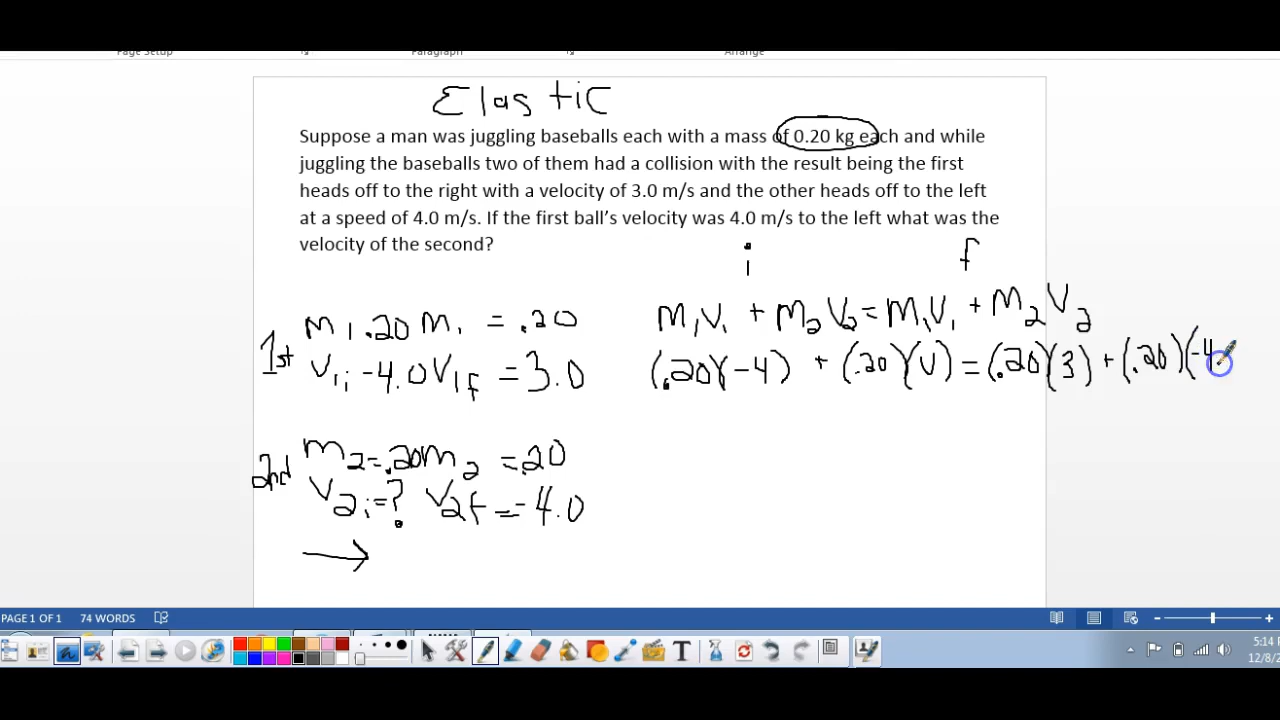 Page Setup Paragraph Arrange
Elastic
Suppose a man was juggling baseballs each with a mass of 0.20 kg each and while
juggling the baseballs two of them had a collision with the result being the first
heads off to the right with a velocity of 3.0 m/s and the other heads off to the left
at a speed of 4.0 m/s. If the first ball's velocity was 4.0 m/s to the left what was the
velocity of the second?
i f
m₁v₁ + m₂v₂ = m₁v₁ + m₂v₂
(.20)(-4) + (.20)(v) = (.20)(3) + (.20)(-4
1st
m₁ .20 m₁ = .20
v₁ᵢ -4.0 v₁f = 3.0
2nd
m₂ = .20 m₂ = .20
v₂ᵢ = ? v₂f = -4.0
→
PAGE 1 OF 1 74 WORDS
5:14
12/8/2